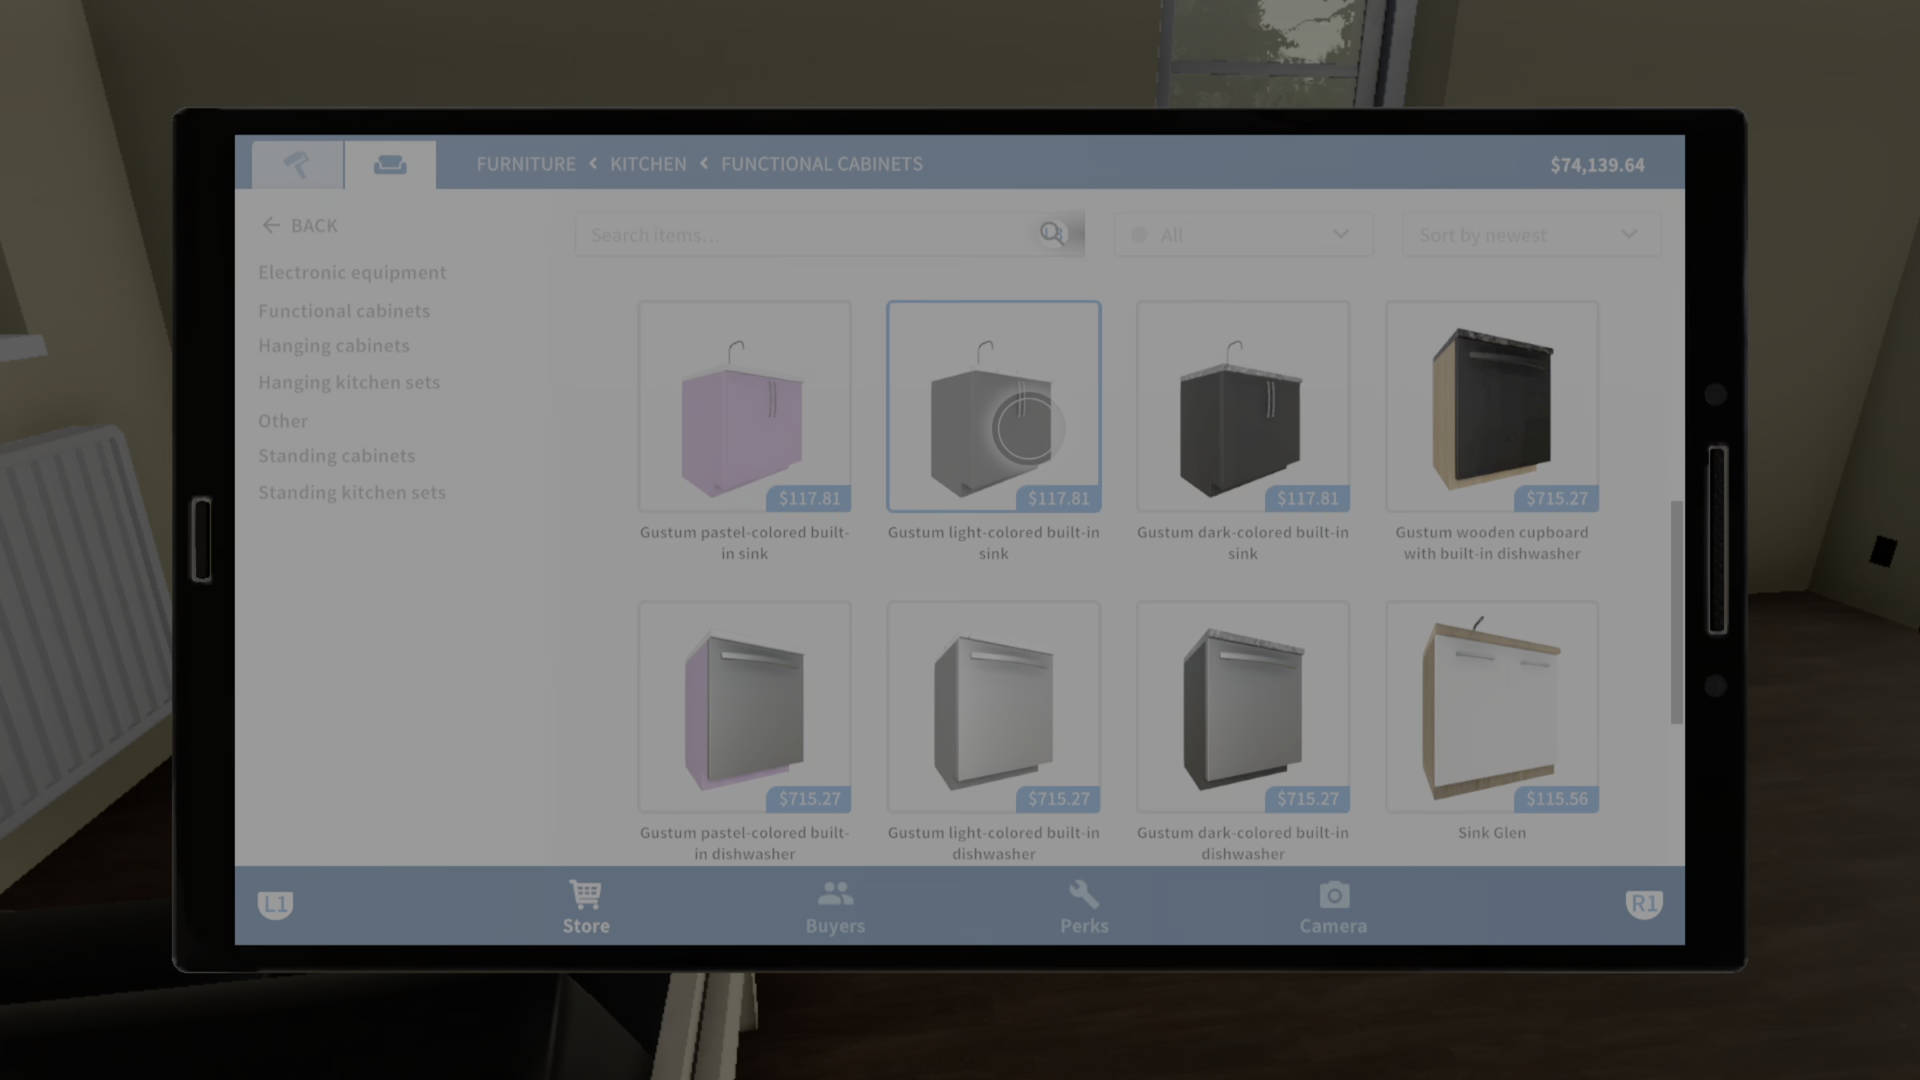 FURNITURE < KITCHEN < FUNCTIONAL CABINETS
$74,139.64
BACK
Electronic equipment
Functional cabinets
Hanging cabinets
Hanging kitchen sets
Other
Standing cabinets
Standing kitchen sets
Search items...
All
Sort by newest
$117.81
$117.81
$117.81
$715.27
Gustum pastel-colored built-
in sink
Gustum light-colored built-in
sink
Gustum dark-colored built-in
sink
Gustum wooden cupboard
with built-in dishwasher
$715.27
$715.27
$715.27
$115.56
Gustum pastel-colored built-
in dishwasher
Gustum light-colored built-in
dishwasher
Gustum dark-colored built-in
dishwasher
Sink Glen
L1
Store
Buyers
Perks
Camera
R1